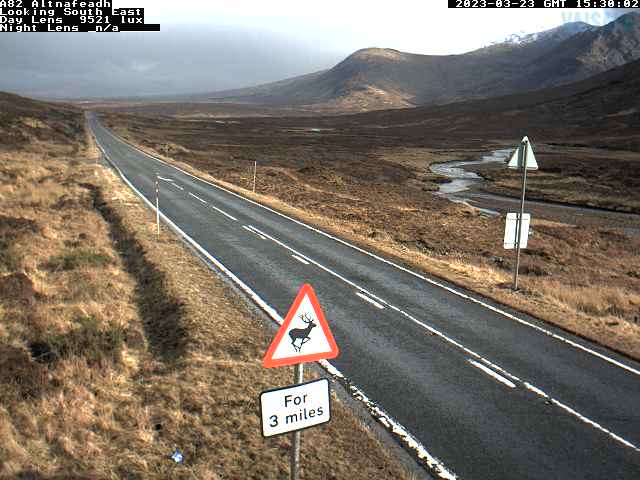 A82 Altnafeadh
Looking South East
Day Lens 9521 lux
Night Lens n/a
2023-03-23 GMT 15:30:02
VAISALA
For
3 miles